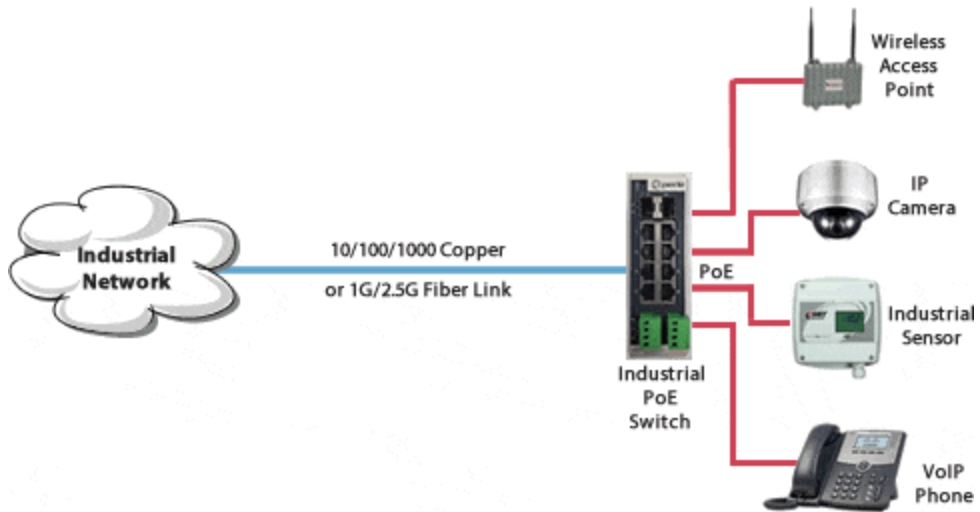 Wireless
Access
Point
IP
Camera
Industrial
Network
10/100/1000 Copper
or 1G/2.5G Fiber Link
PoE
Industrial
Sensor
Industrial
PoE
Switch
VoIP
Phone